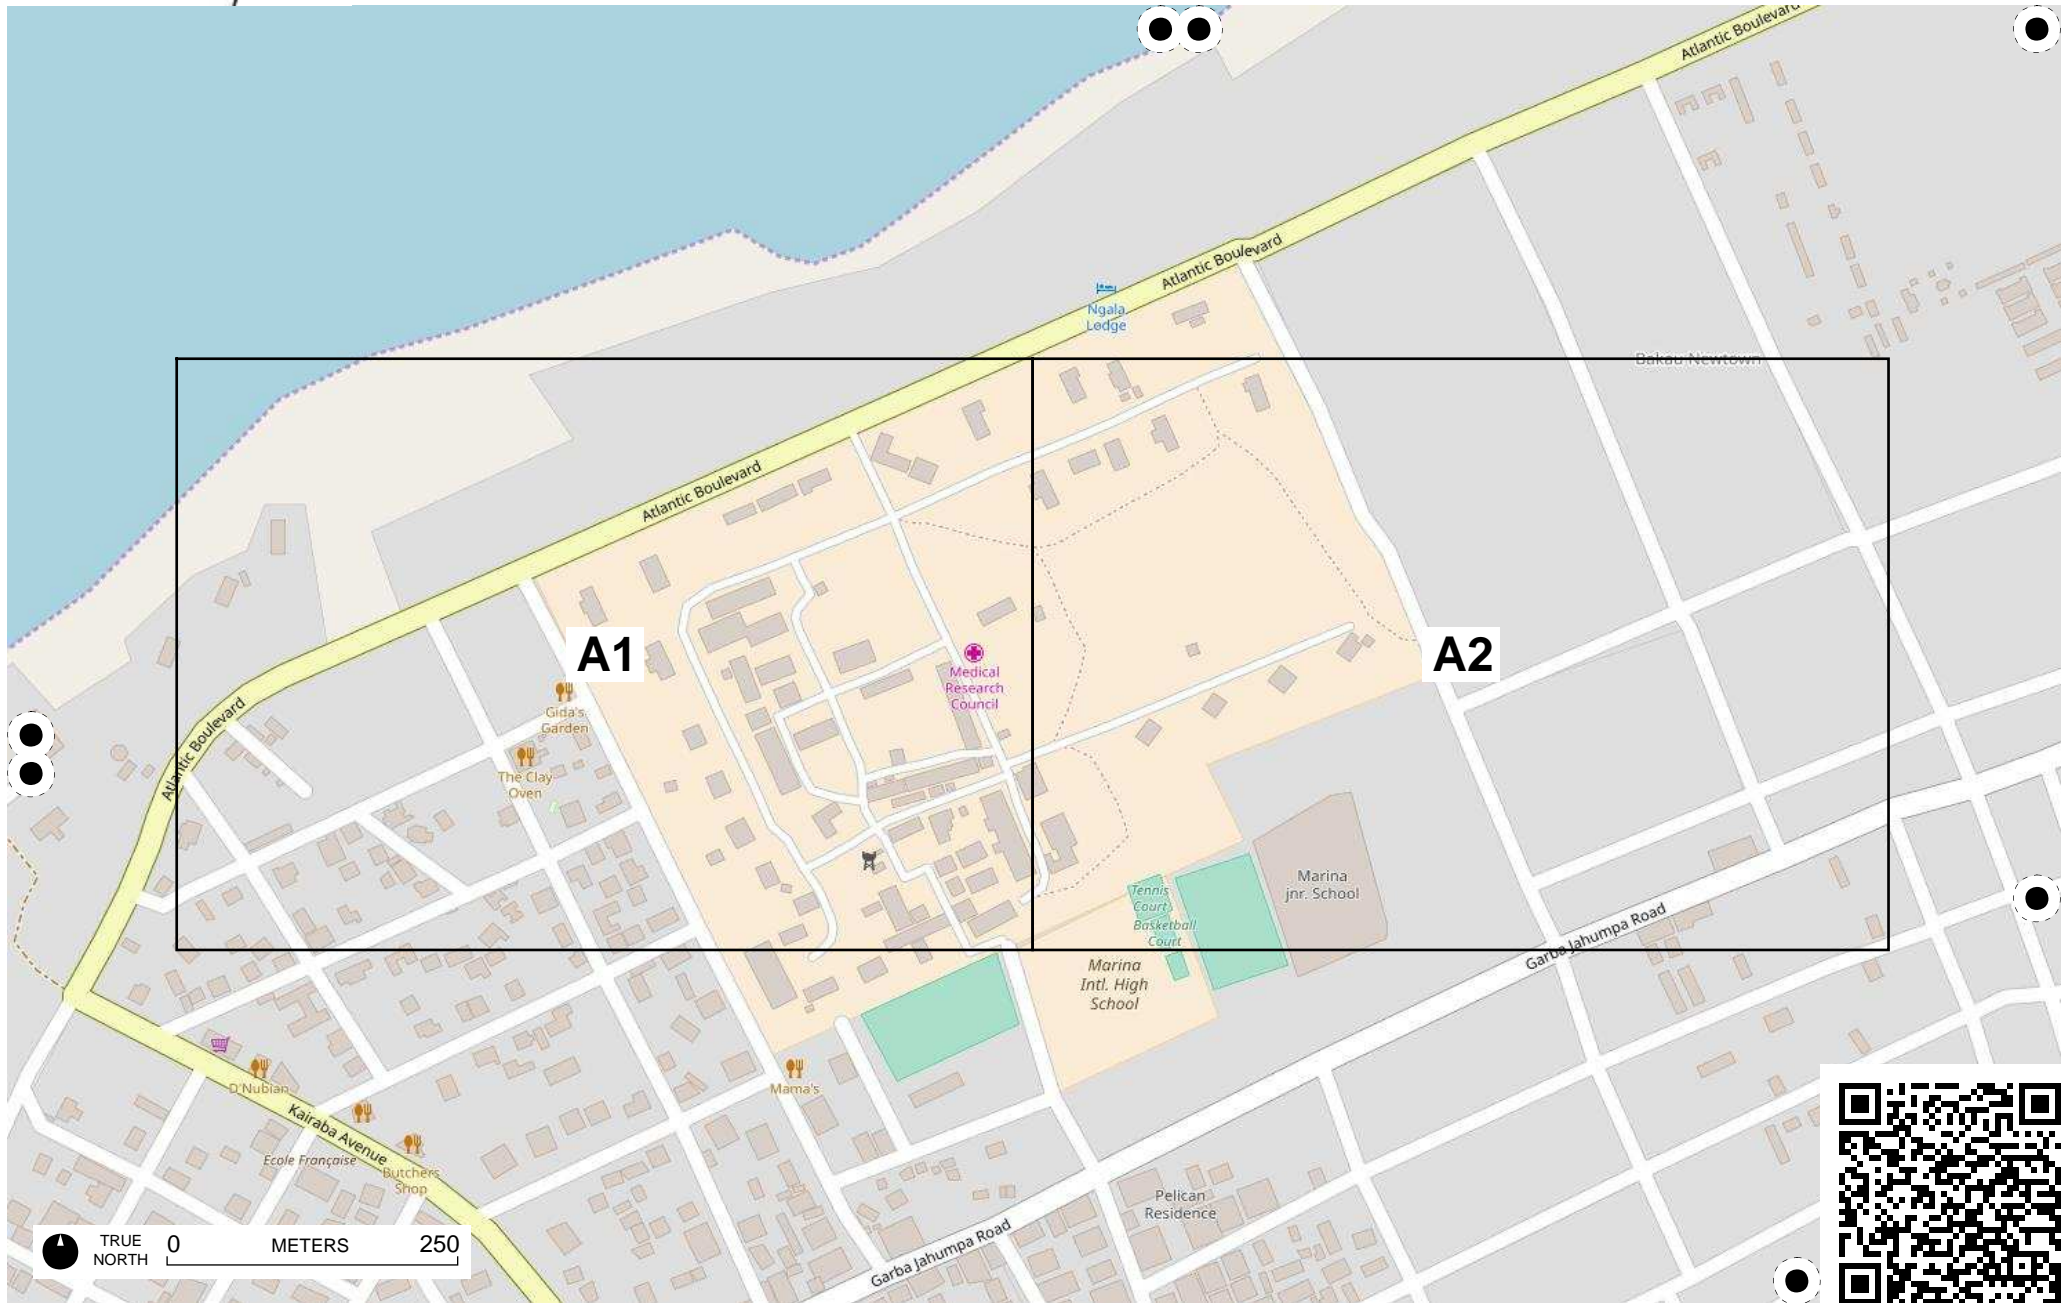 Atlantic Boulevard
Atlantic Boulevard
Ngala
Lodge
Bakau Newtown
Atlantic Boulevard
A1
A2
Medical
Research
Council
Gida's
Garden
Atlantic Boulevard
The Clay
Oven
Marina
jnr. School
Tennis
Court
Basketball
Court
Garba Jahumpa Road
Marina
Intl. High
School
D'Nubian
Mama's
Kairaba Avenue
Ecole Française
Butchers
Shop
Pelican
Residence
Garba Jahumpa Road
TRUE
NORTH
0 METERS 250